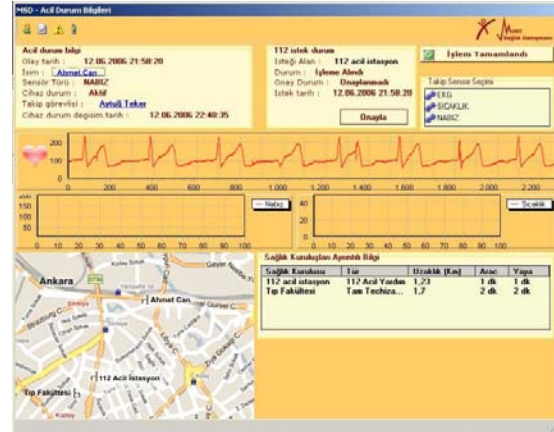 MSD - Acil Durum Bilgileri
Acil durum bilgi
Olay tarih : 12.06.2006 21:58:20
İsim : Ahmet Can
Sensör Türü : NABIZ
Cihaz durum : Aktif
Takip görevlisi : Aytuğ Teker
Cihaz durum degisim tarih : 12.06.2006 22:40:35
112 istek durum
İsteği Alan : 112 acil istasyon
Durum : İşleme Alındı
Onay Durum : Onaylanmadı
İstek tarih : 12.06.2006 21:58:20
Onayla
İşlem Tamamlandı
Takip Sensör Seçini
EKG
SICAKLIK
NABIZ
200
100
0
0 200 400 600 800 1.000 1.200 1.400 1.600 1.800 2.000 2.200
200
150
100
50
Nabız
0 10 20 30 40 50 60 70 80 90 100
40
20
0
Sıcaklık
0 10 20 30 40 50 60 70 80 90 100
Ankara
Ahmet Can
112 Acil İstasyon
Tıp Fakültesi
Sağlık Kuruluşları Ayrıntılı Bilgi
Sağlık Kurulusu Tür Uzaklık (Km) Arac Yaya
112 acil istasyon 112 Acil Yardım 1,23 1 dk 1 dk
Tıp Fakültesi Tam Techiza... 1,7 2 dk 2 dk